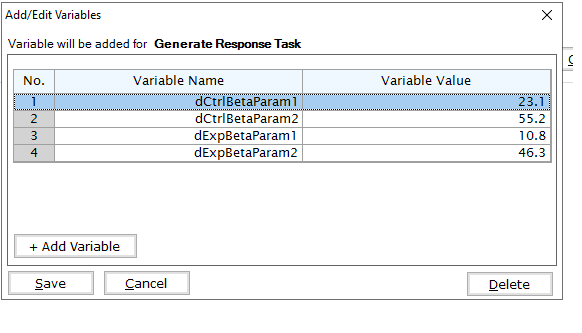 Add/Edit Variables
Variable will be added for Generate Response Task
No. Variable Name Variable Value
1 dCtrlBetaParam1 23.1
2 dCtrlBetaParam2 55.2
3 dExpBetaParam1 10.8
4 dExpBetaParam2 46.3
+ Add Variable
Save Cancel Delete